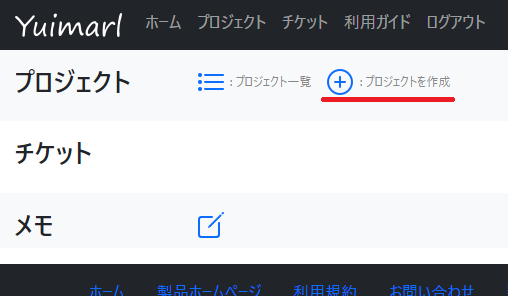 Yuimarl ホーム プロジェクト チケット 利用ガイド ログアウト
プロジェクト : プロジェクト一覧 : プロジェクトを作成
チケット
メモ
ホーム 製品ホームページ 利用規約 お問い合わせ